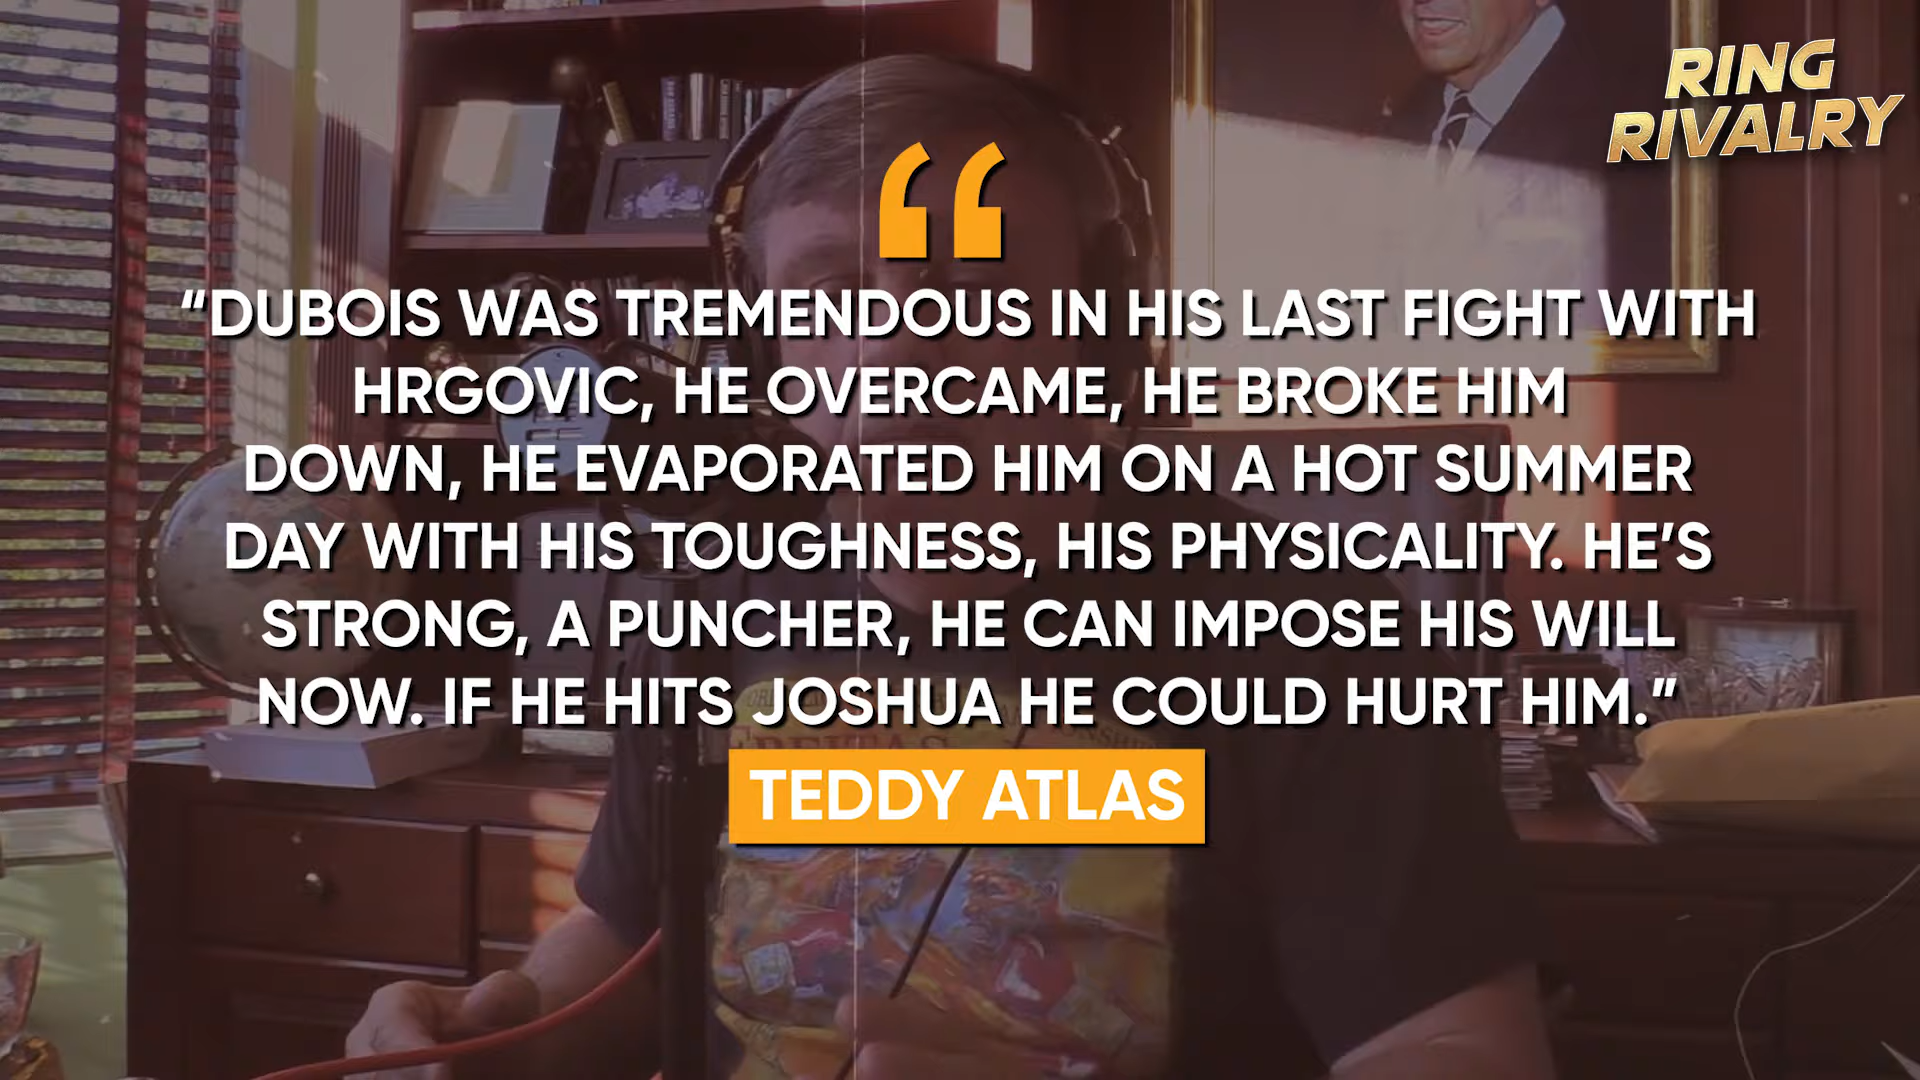 RING
RIVALRY
“DUBOIS WAS TREMENDOUS IN HIS LAST FIGHT WITH
HRGOVIC, HE OVERCAME, HE BROKE HIM
DOWN, HE EVAPORATED HIM ON A HOT SUMMER
DAY WITH HIS TOUGHNESS, HIS PHYSICALITY. HE’S
STRONG, A PUNCHER, HE CAN IMPOSE HIS WILL
NOW. IF HE HITS JOSHUA HE COULD HURT HIM.”
TEDDY ATLAS